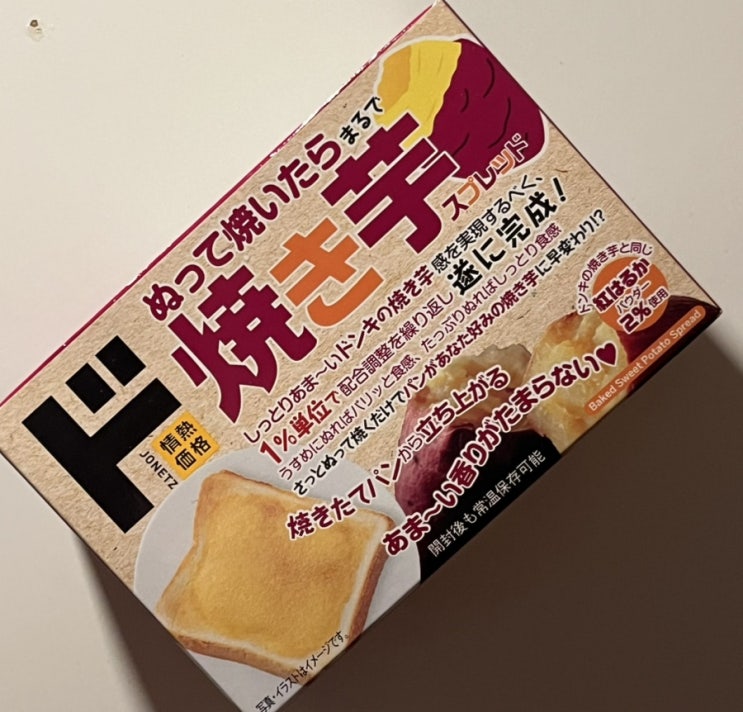 ぬって焼いたら まるで
焼き芋
スプレッド
しっとりあま～いドンキの焼き芋感を実現するべく、
1%単位で配合調整を繰り返し 遂に完成!
うすめにぬればパリッと食感、たっぷりぬればしっとり食感
さっとぬって焼くだけでパンがあなた好みの焼き芋に早変わり!?
焼きたてパンから立ち上がる
あま～い香りがたまらない♥
ド
情熱
価格
JONETZ
ドンキの焼き芋と同じ
紅はるか
パウダー
2%使用
Baked Sweet Potato Spread
開封後も常温保存可能
写真・イラストはイメージです。